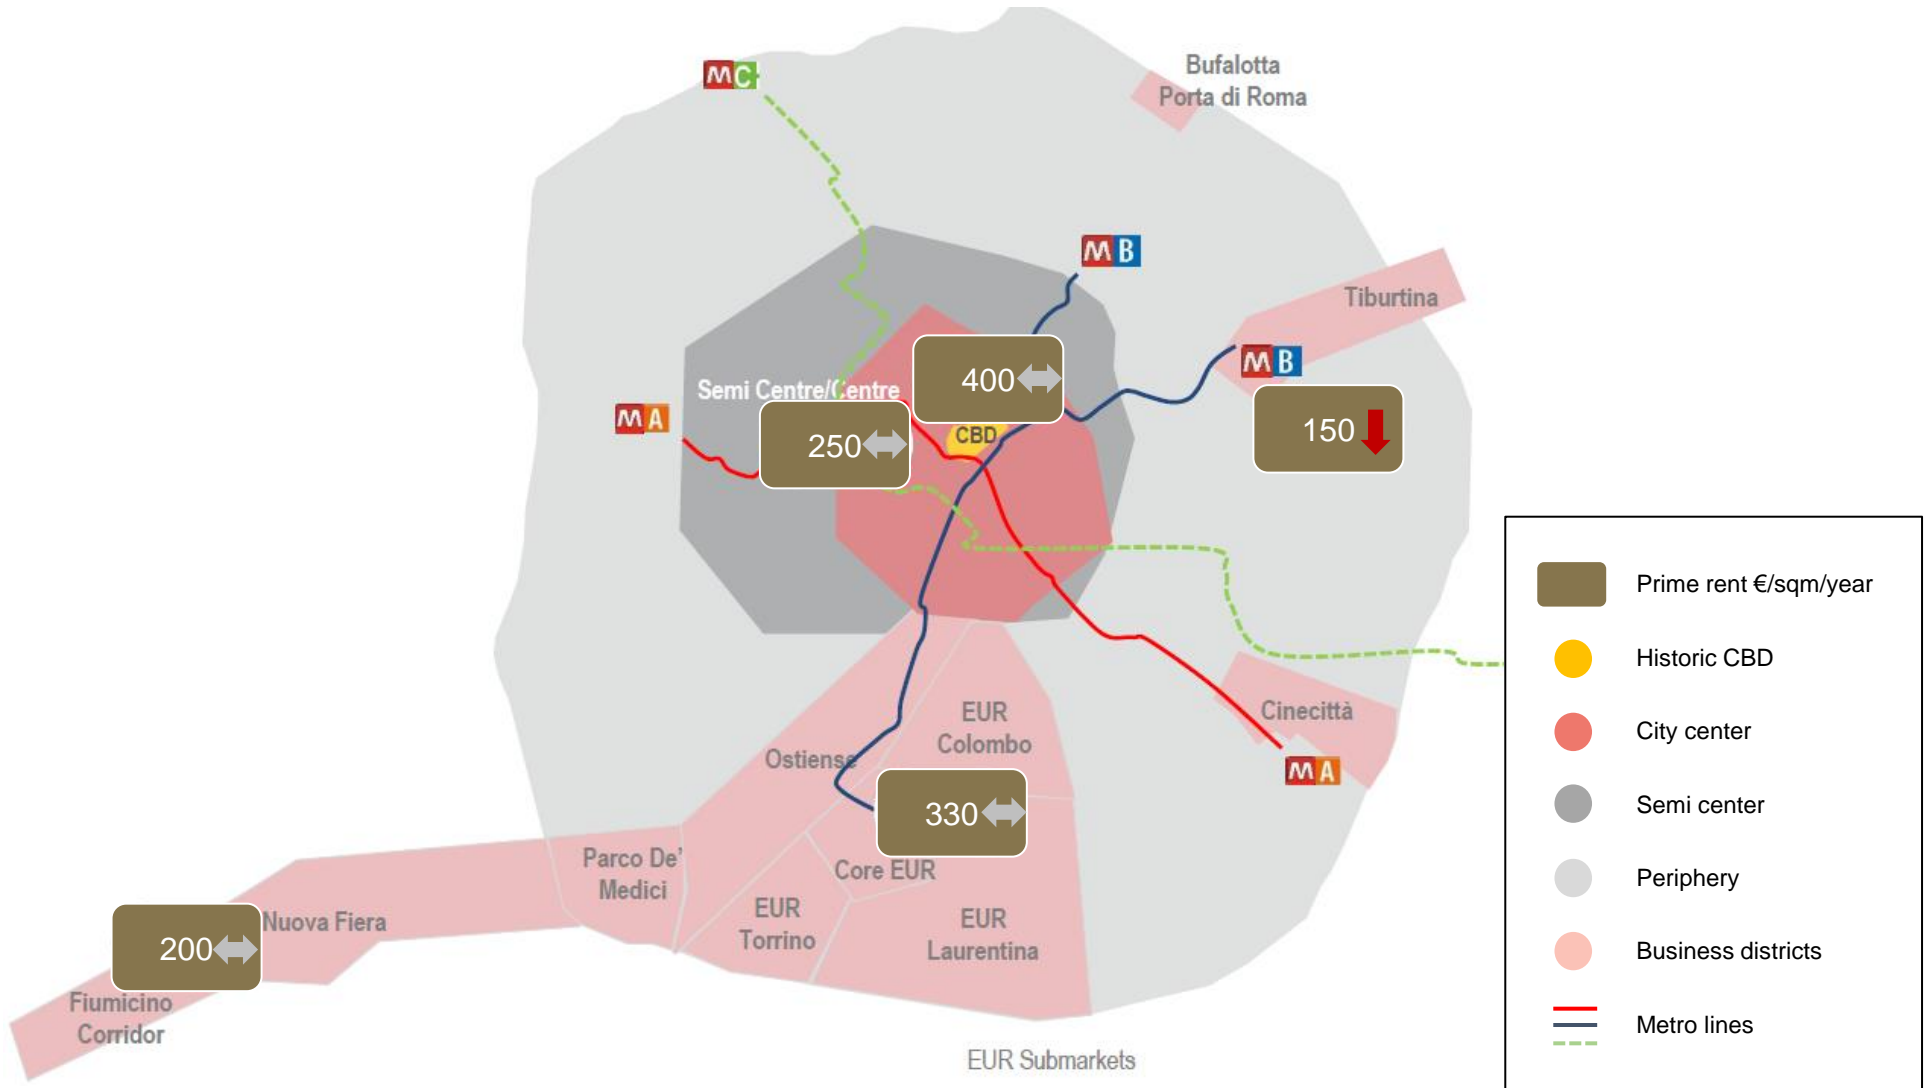 Bufalotta
Porta di Roma
MC
MB
Tiburtina
MB
400
Semi Centre/Centre
MA
250
CBD
150
Prime rent €/sqm/year
Historic CBD
City center
Semi center
Periphery
Business districts
Metro lines
Cinecittà
MA
EUR
Colombo
Ostiense
330
Core EUR
Parco De'
Medici
EUR
Torrino
EUR
Laurentina
Nuova Fiera
200
Fiumicino
Corridor
EUR Submarkets